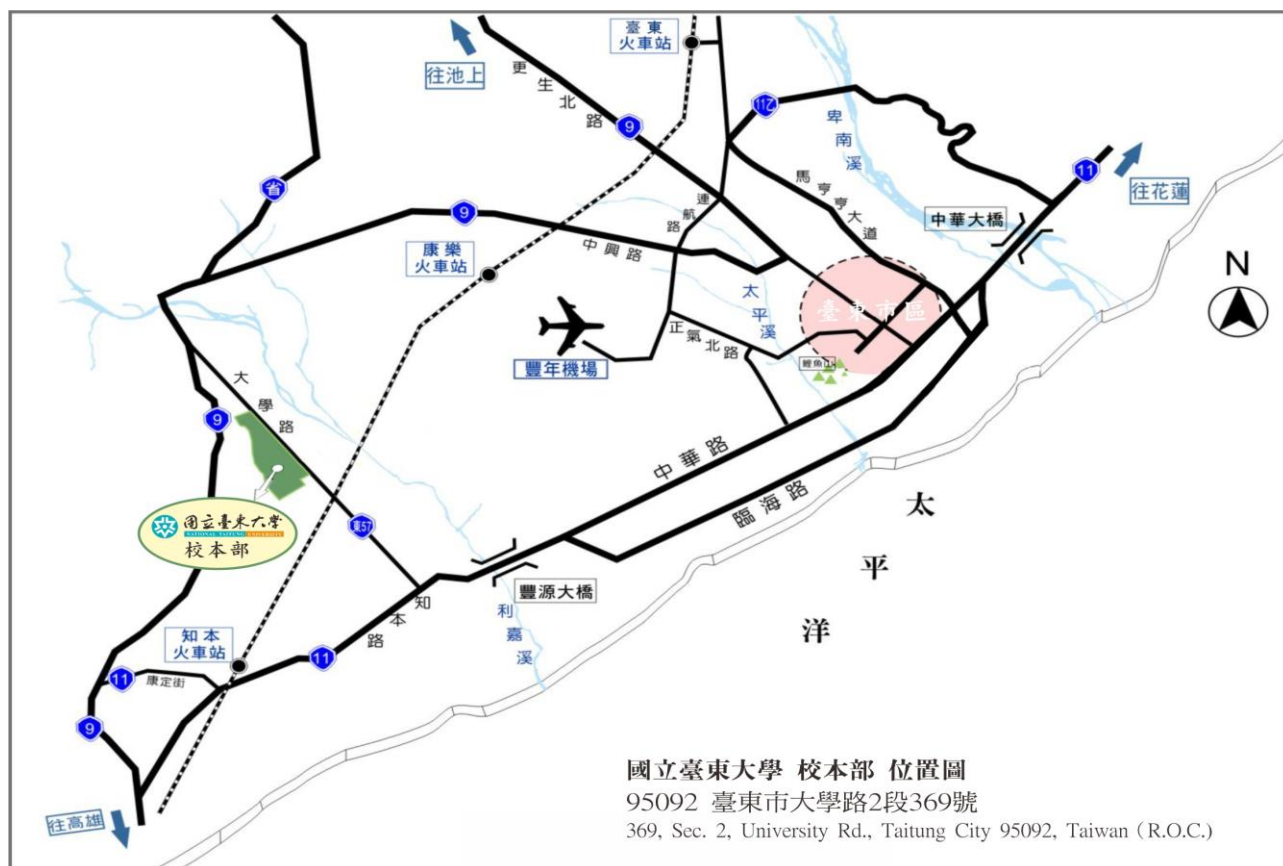 臺東
火車站
往池上
更生北路
9
11乙
卑南溪
11
往花蓮
馬亨亨大道
中華大橋
省
9
連航路
康樂
火車站
中興路
N
太平溪
臺東市區
正氣北路
豐年機場
鯉魚山
大學路
9
中華路
臨海路
太平洋
國立臺東大學
NATIONAL TAITUNG UNIVERSITY
校本部
東57
豐源大橋
利嘉溪
知本路
知本
火車站
11
11
康定街
9
往高雄
國立臺東大學 校本部 位置圖
95092 臺東市大學路2段369號
369, Sec. 2, University Rd., Taitung City 95092, Taiwan (R.O.C.)